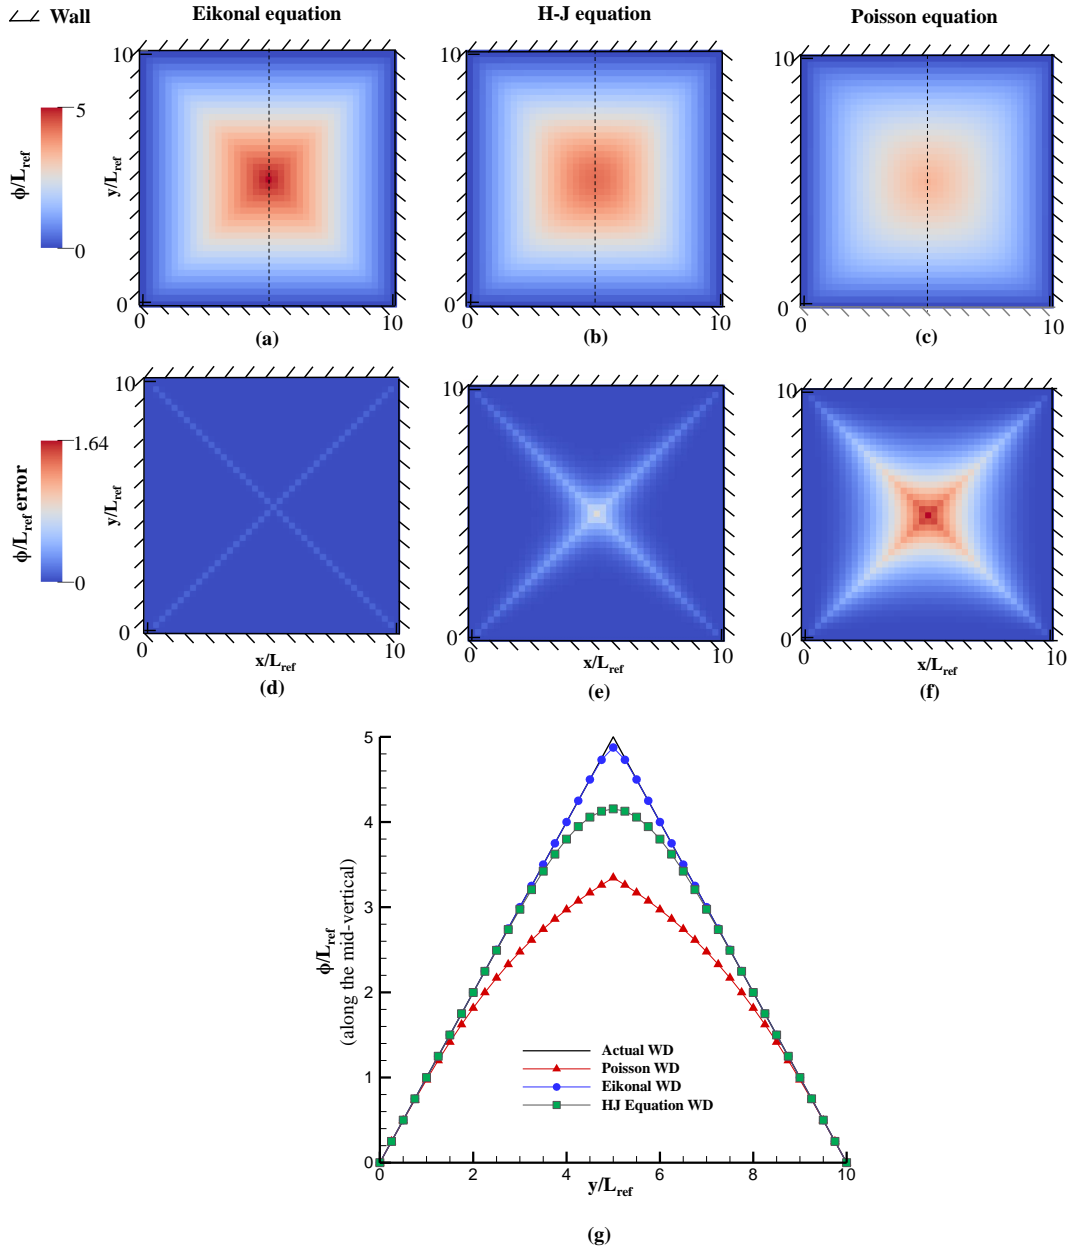 Wall
Eikonal equation
H-J equation
Poisson equation
5
0
ϕ/L_ref
10
y/L_ref
0
0
10
(a)
10
0
0
10
(b)
10
0
0
10
(c)
1.64
0
ϕ/L_ref error
10
y/L_ref
0
0
10
x/L_ref
(d)
10
0
0
10
x/L_ref
(e)
10
0
0
10
x/L_ref
(f)
5
4
3
2
1
0
ϕ/L_ref
(along the mid-vertical)
Actual WD
Poisson WD
Eikonal WD
HJ Equation WD
0
2
4
6
8
10
y/L_ref
(g)